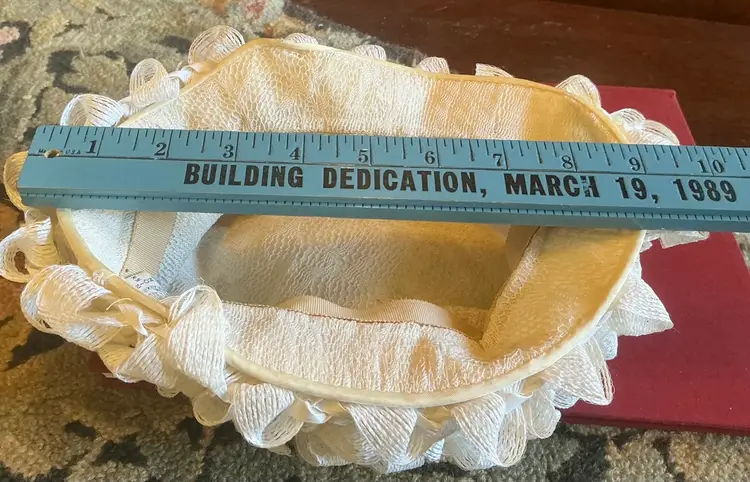 1 2 3 4 5 6 7 8 9 10
U.S.A
BUILDING DEDICATION, MARCH 19, 1989